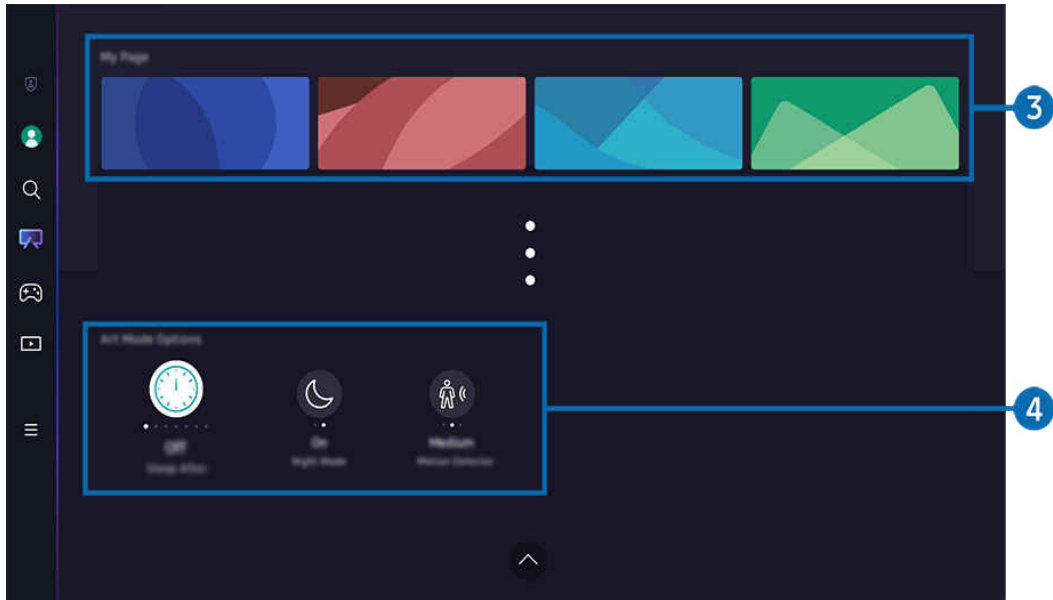 My Page
3
Art Mode Options
4
Off
On
Medium
Sleep After
Night Mode
Motion Detector